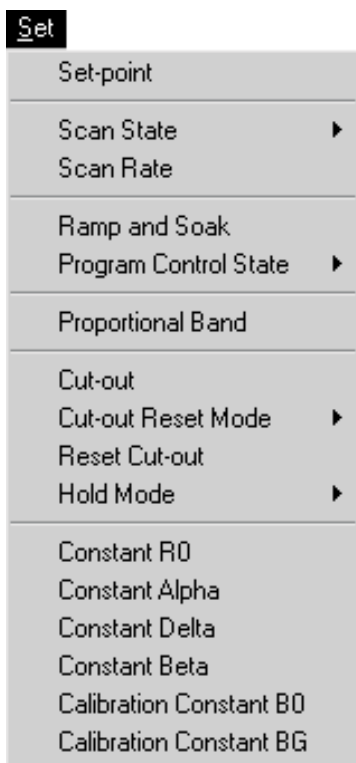 Set
Set-point
Scan State
Scan Rate
Ramp and Soak
Program Control State
Proportional Band
Cut-out
Cut-out Reset Mode
Reset Cut-out
Hold Mode
Constant R0
Constant Alpha
Constant Delta
Constant Beta
Calibration Constant B0
Calibration Constant BG